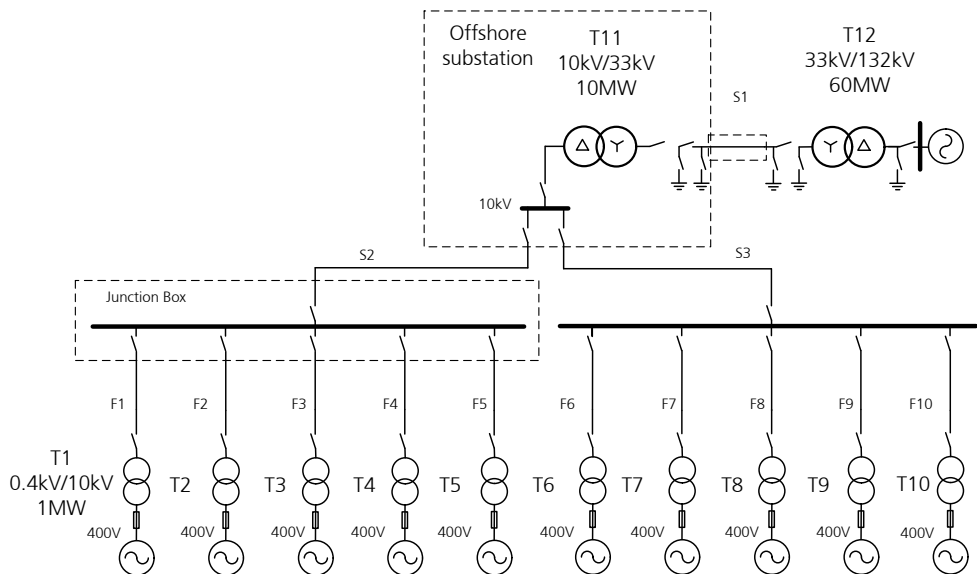 Offshore
substation
T11
10kV/33kV
10MW
T12
33kV/132kV
60MW
S1
10kV
S2
S3
Junction Box
F1
F2
F3
F4
F5
F6
F7
F8
F9
F10
T1
0.4kV/10kV
1MW
T2
T3
T4
T5
T6
T7
T8
T9
T10
400V
400V
400V
400V
400V
400V
400V
400V
400V
400V